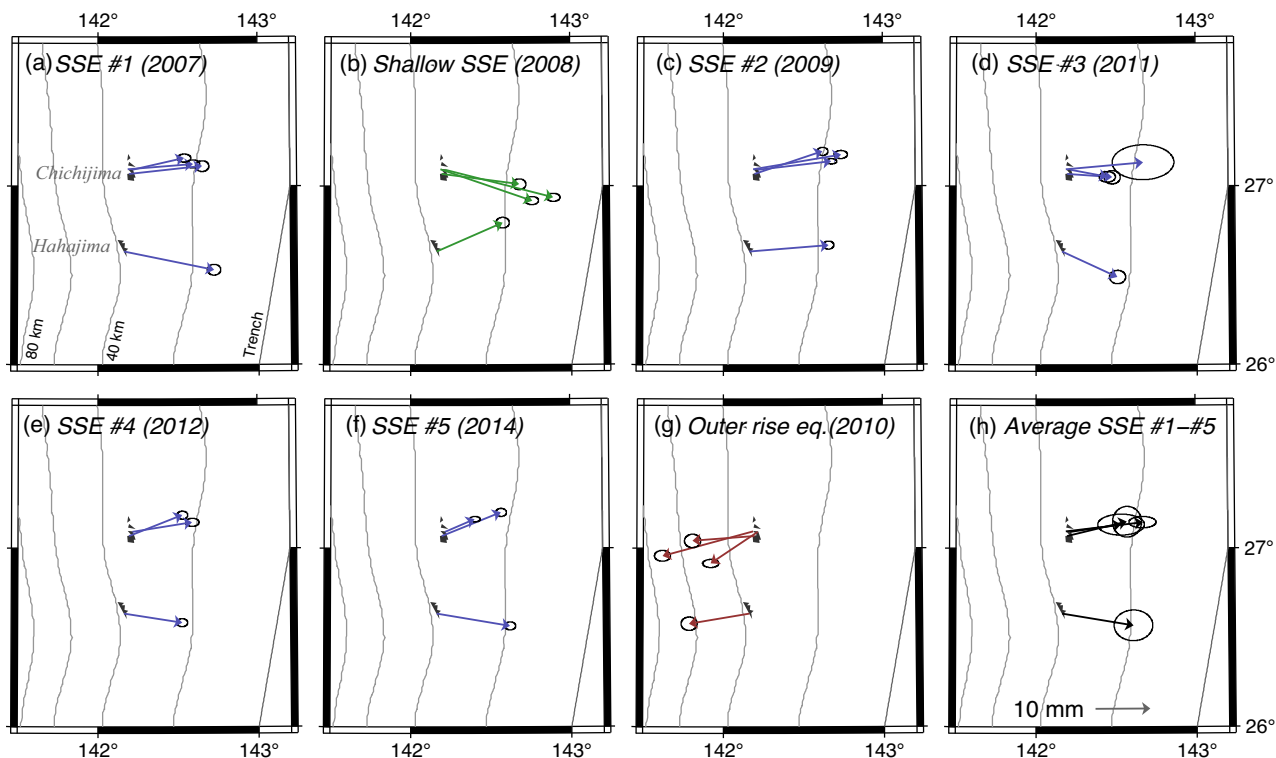 142° 143° 142° 143° 142° 143° 142° 143°
(a) SSE #1 (2007)
(b) Shallow SSE (2008)
(c) SSE #2 (2009)
(d) SSE #3 (2011)
Chichijima
27°
Hahajima
80 km
40 km
Trench
26°
(e) SSE #4 (2012)
(f) SSE #5 (2014)
(g) Outer rise eq.(2010)
(h) Average SSE #1–#5
27°
10 mm
26°
142° 143° 142° 143° 142° 143° 142° 143°